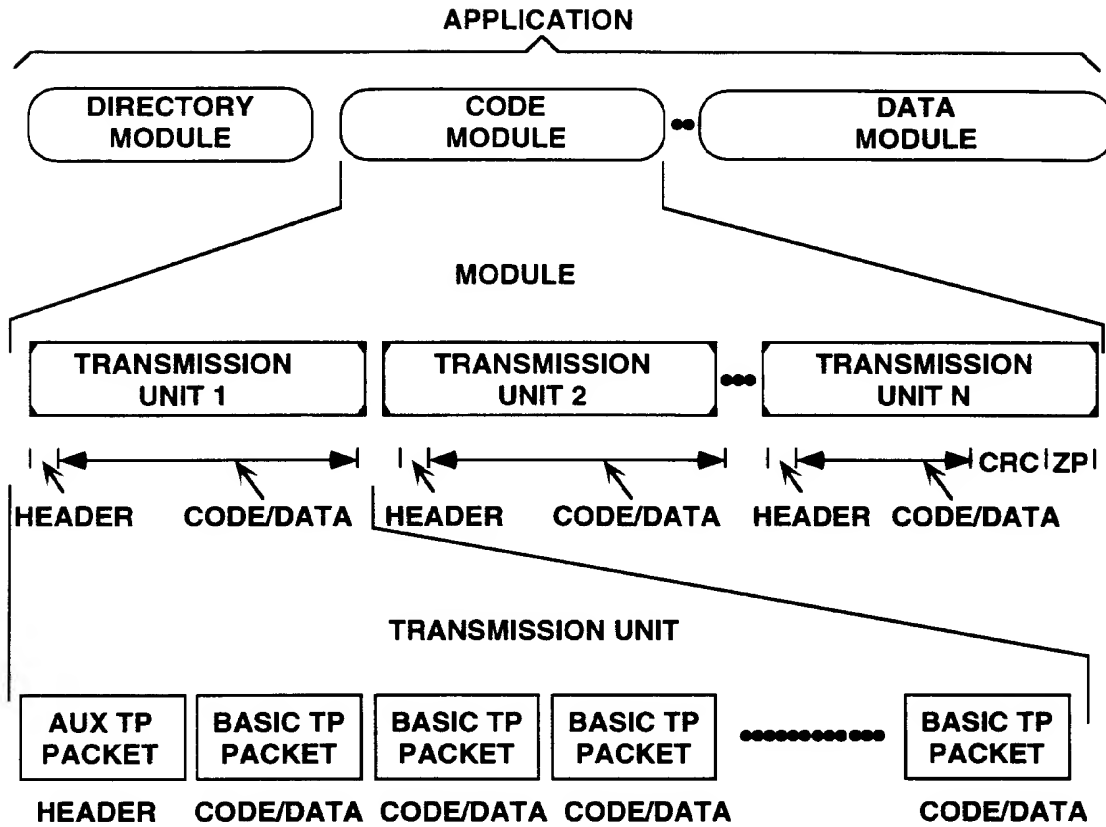 APPLICATION
DIRECTORY MODULE
CODE MODULE
DATA MODULE
MODULE
TRANSMISSION UNIT 1
TRANSMISSION UNIT 2
TRANSMISSION UNIT N
CRC ZP
HEADER CODE/DATA HEADER CODE/DATA HEADER CODE/DATA
TRANSMISSION UNIT
AUX TP PACKET
BASIC TP PACKET
BASIC TP PACKET
BASIC TP PACKET
BASIC TP PACKET
HEADER CODE/DATA CODE/DATA CODE/DATA CODE/DATA